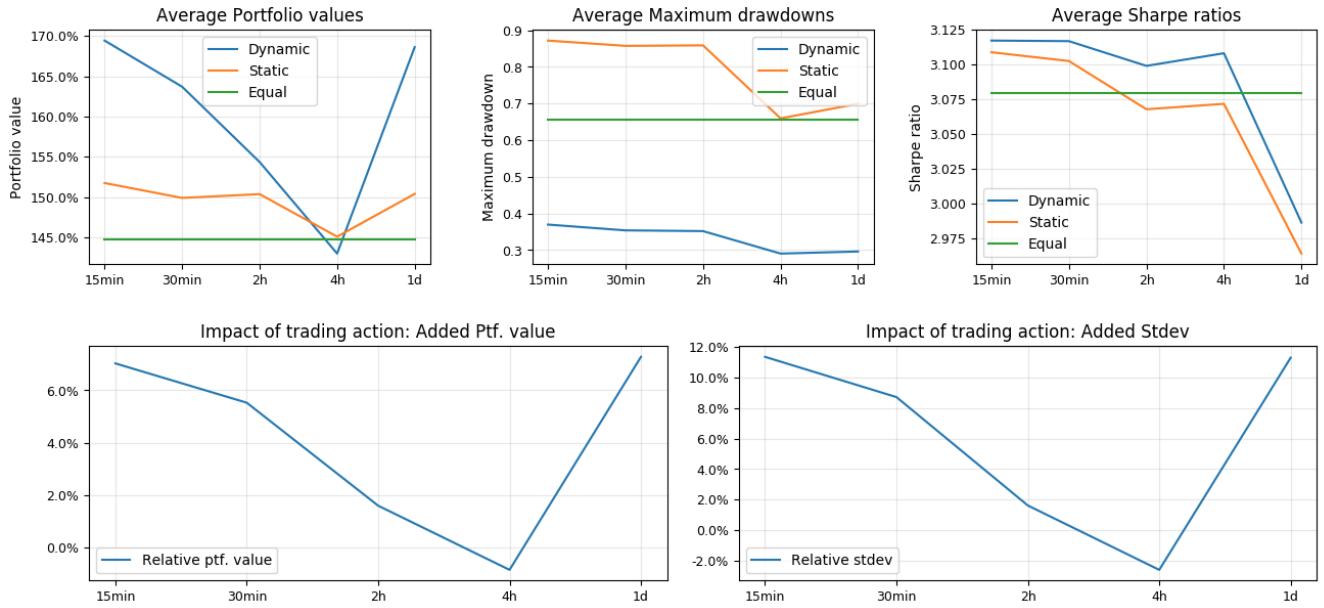 Average Portfolio values
Portfolio value
170.0%
165.0%
160.0%
155.0%
150.0%
145.0%
Dynamic
Static
Equal
15min 30min 2h 4h 1d
Average Maximum drawdowns
Maximum drawdown
0.9
0.8
0.7
0.6
0.5
0.4
0.3
Dynamic
Static
Equal
15min 30min 2h 4h 1d
Average Sharpe ratios
Sharpe ratio
3.125
3.100
3.075
3.050
3.025
3.000
2.975
Dynamic
Static
Equal
15min 30min 2h 4h 1d
Impact of trading action: Added Ptf. value
6.0%
4.0%
2.0%
0.0%
Relative ptf. value
15min 30min 2h 4h 1d
Impact of trading action: Added Stdev
12.0%
10.0%
8.0%
6.0%
4.0%
2.0%
0.0%
-2.0%
Relative stdev
15min 30min 2h 4h 1d